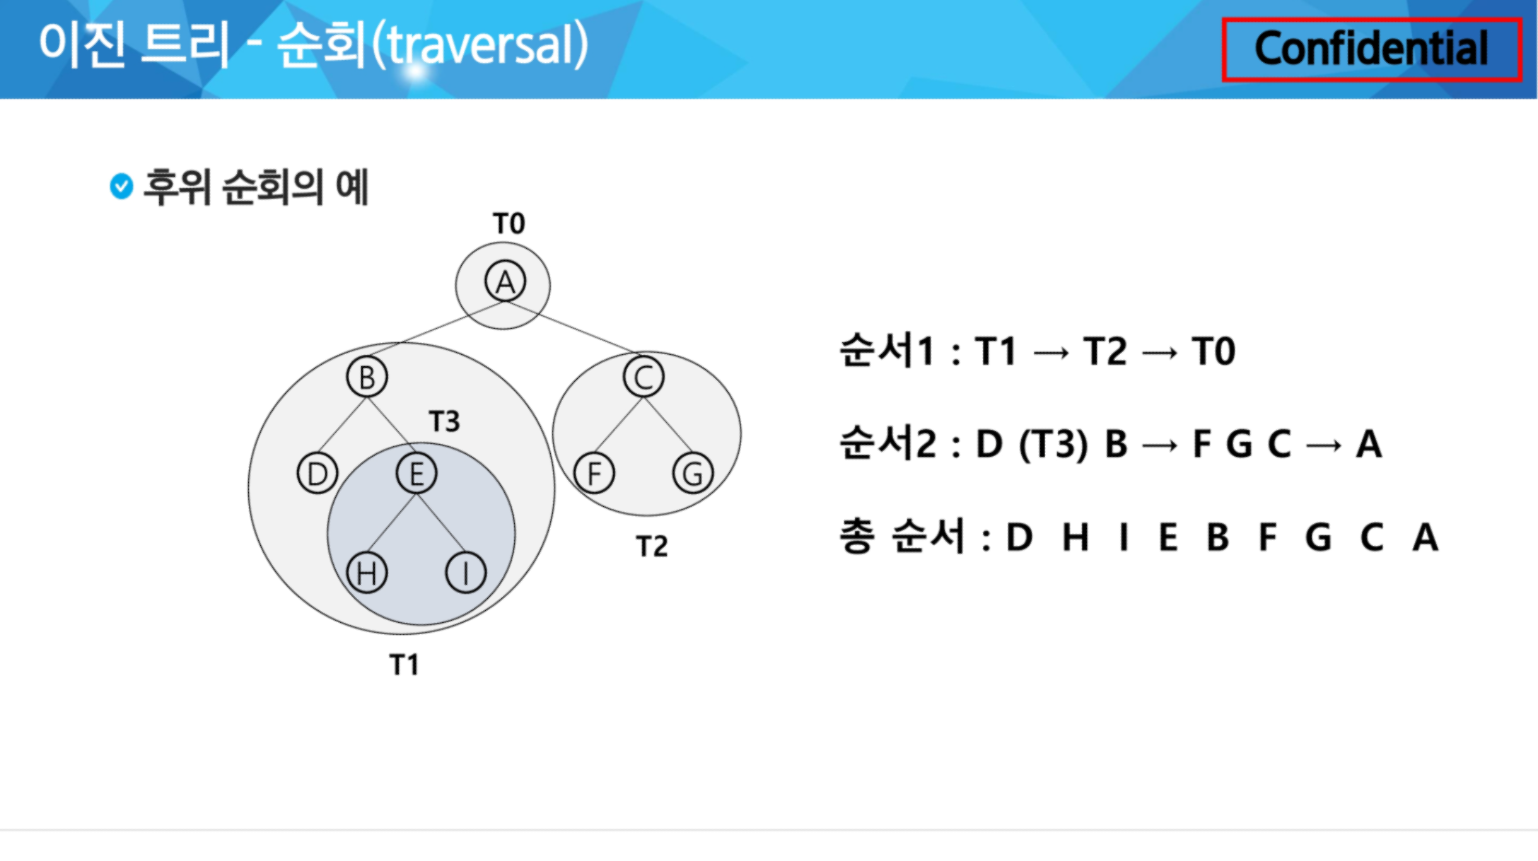 이진 트리 - 순회(traversal)
Confidential
후위 순회의 예
T0
A
B
C
T3
D
E
F
G
H
I
T2
T1
순서1 : T1 → T2 → T0
순서2 : D (T3) B → F G C → A
총 순서 : D H I E B F G C A